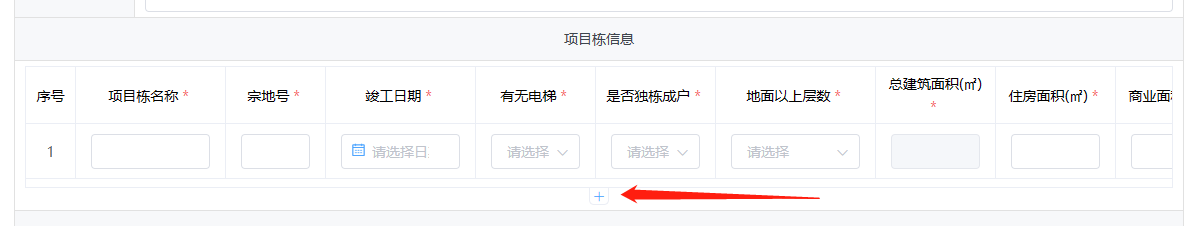 项目栋信息
序号 项目栋名称 * 宗地号 * 竣工日期 * 有无电梯 * 是否独栋成户 * 地面以上层数 * 总建筑面积(㎡) * 住房面积(㎡) * 商业面
1 请选择日 请选择 请选择 请选择